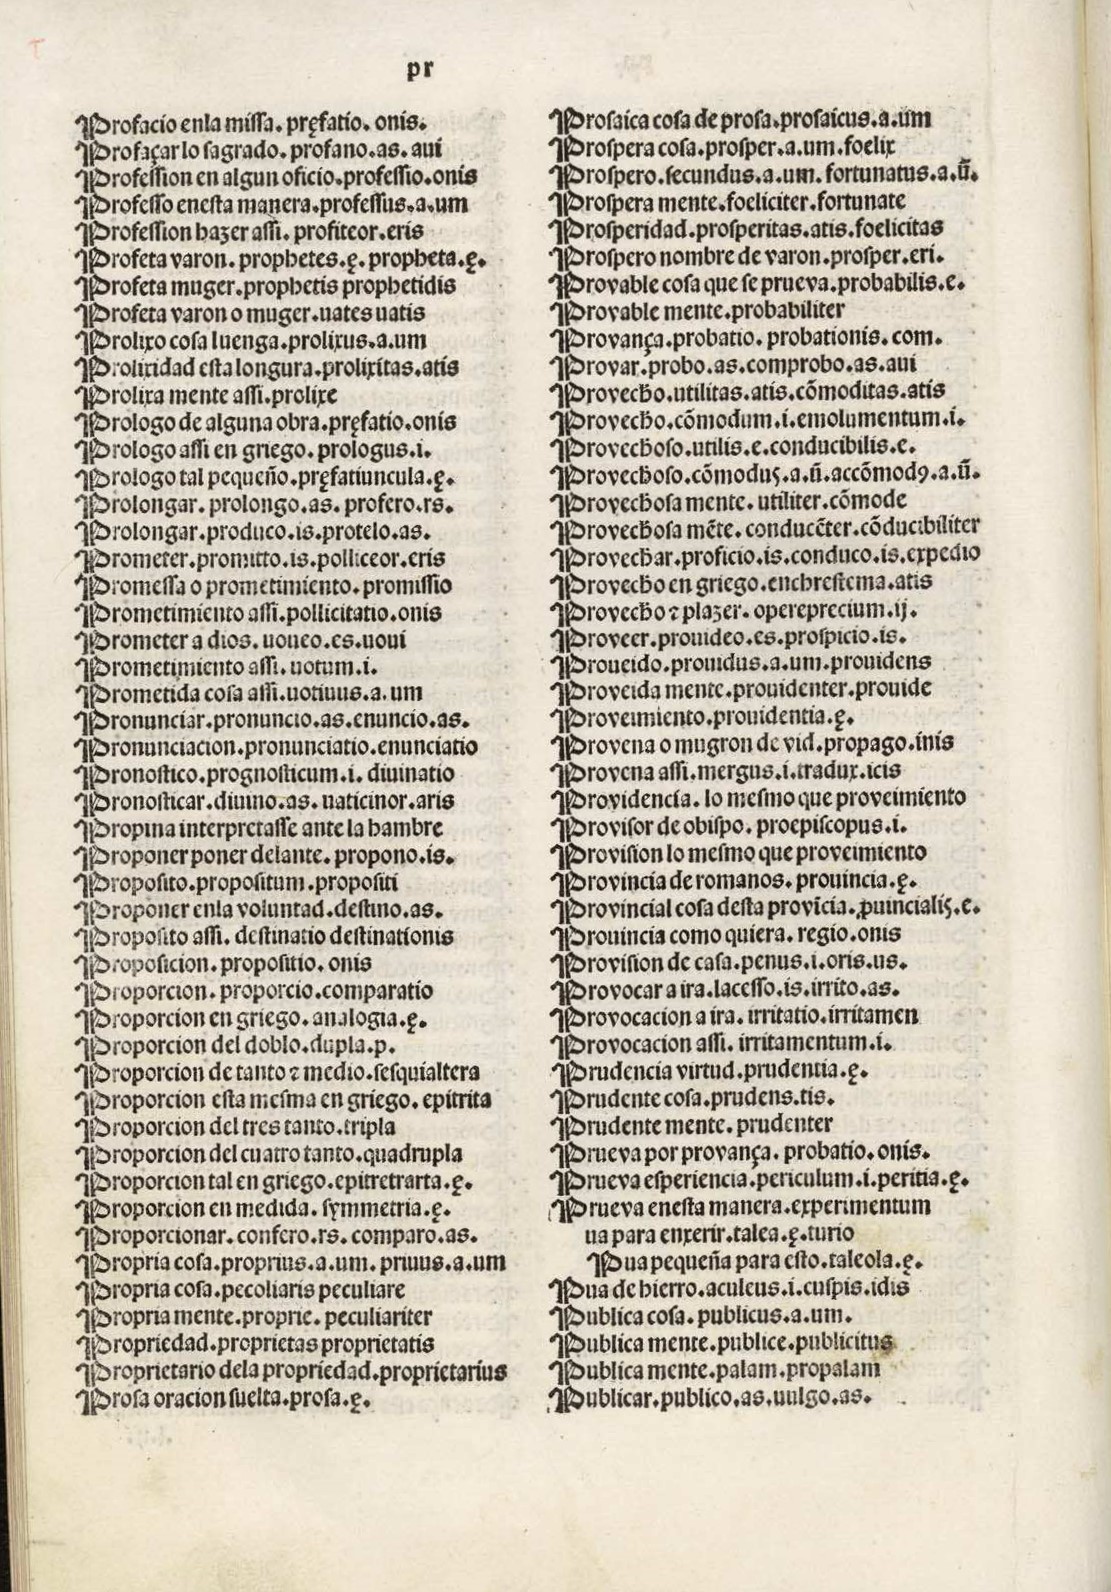 pr
¶Profacio enla missa. pręfatio. onis.
¶Profaçar lo sagrado. profano. as. aui
¶Profession en algun oficio. professio. onis
¶Professo enesta manera. professus. a. um
¶Profession hazer assi. profiteor. eris
¶Profeta varon. prophetes. ę. propheta. ę.
¶Profeta muger. prophetis prophetidis
¶Profeta varon o muger. uates uatis
¶Prolixo cosa luenga. prolixus. a. um
¶Prolixidad esta longura. prolixitas. atis
¶Prolixa mente assi. prolixe
¶Prologo de alguna obra. pręfatio. onis
¶Prologo assi en griego. prologus. i.
¶Prologo tal pequeño. pręfatiuncula. ę.
¶Prolongar. prolongo. as. profero. rs.
¶Prolongar. produco. is. protelo. as.
¶Prometer. promitto. is. polliceor. eris
¶Promessa o prometimiento. promissio
¶Prometimiento assi. pollicitatio. onis
¶Prometer a dios. uoueo. es. uoui
¶Prometimiento assi. uotum. i.
¶Prometida cosa assi. uotiuus. a. um
¶Pronunciar. pronuncio. as. enuncio. as.
¶Pronunciacion. pronunciatio. enunciatio
¶Pronostico. prognosticum. i. diuinatio
¶Pronosticar. diuino. as. uaticinor. aris
¶Propina interpretasse ante la hambre
¶Proponer poner delante. propono. is.
¶Proposito. propositum. propositi
¶Proponer enla voluntad. destino. as.
¶Proposito assi. destinatio destinationis
¶Proposicion. propositio. onis
¶Proporcion. proporcio. comparatio
¶Proporcion en griego. analogia. ę.
¶Proporcion del doblo. dupla. p.
¶Proporcion de tanto ⁊ medio. sesquialtera
¶Proporcion esta mesma en griego. epitrita
¶Proporcion del tres tanto. tripla
¶Proporcion del cuatro tanto. quadrupla
¶Proporcion tal en griego. epitretrarta. ę.
¶Proporcion en medida. symmetria. ę.
¶Proporcionar. confero. rs. comparo. as.
¶Propria cosa. proprius. a. um. priuus. a. um
¶Propria cosa. pecoliaris peculiare
¶Propria mente. proprie. peculiariter
¶Propriedad. proprietas proprietatis
¶Proprietario dela propriedad. proprietarius
¶Prosa oracion suelta. prosa. ę.
¶Prosaica cosa de prosa. prosaicus. a. um
¶Prospera cosa. prosper. a. um. foelix
¶Prospero. secundus. a. um. fortunatus. a. ū.
¶Prospera mente. foeliciter. fortunate
¶Prosperidad. prosperitas. atis. foelicitas
¶Prospero nombre de varon. prosper. eri.
¶Provable cosa que se prueva. probabilis. e.
¶Provable mente. probabiliter
¶Provança. probatio. probationis. com.
¶Provar. probo. as. comprobo. as. aui
¶Provecho. utilitas. atis. cōmoditas. atis
¶Provecho. cōmodum. i. emolumentum. i.
¶Provechoso. utilis. e. conducibilis. e.
¶Provechoso. cōmoduꝰ. a. ū. accōmodꝰ. a. ū.
¶Provechosa mente. utiliter. cōmode
¶Provechosa mēte. conducēter. cōducibiliter
¶Provechar. proficio. is. conduco. is. expedio
¶Provecho en griego. enchrestema. atis
¶Provecho ⁊ plazer. opereprecium. ij.
¶Proveer. prouideo. es. prospicio. is.
¶Proueido. prouidus. a. um. prouidens
¶Proveida mente. prouidenter. prouide
¶Proveimiento. prouidentia. ę.
¶Provena o mugron de vid. propago. inis
¶Provena assi. mergus. i. tradux. icis
¶Providencia. lo mesmo que proveimiento
¶Provisor de obispo. proepiscopus. i.
¶Provision lo mesmo que proveimiento
¶Provincia de romanos. prouincia. ę.
¶Provincial cosa desta provīcia. ꝓuincialiꝭ. e.
¶Prouincia como quiera. regio. onis
¶Provision de casa. penus. i. oris. us.
¶Provocar a ira. lacesso. is. irrito. as.
¶Provocacion a ira. irritatio. irritamen
¶Provocacion assi. irritamentum. i.
¶Prudencia virtud. prudentia. ę.
¶Prudente cosa. prudens. tis.
¶Prudente mente. prudenter
¶Prueva por provança. probatio. onis.
¶Prueva esperiencia. periculum. i. peritia. ę.
¶Prueva enesta manera. experimentum
ua para enxerir. talea. ę. turio
¶Pua pequeña para esto. taleola. ę.
¶Pua de hierro. aculeus. i. cuspis. idis
¶Publica cosa. publicus. a. um.
¶Publica mente. publice. publicitus
¶Publica mente. palam. propalam
¶Publicar. publico. as. uulgo. as.